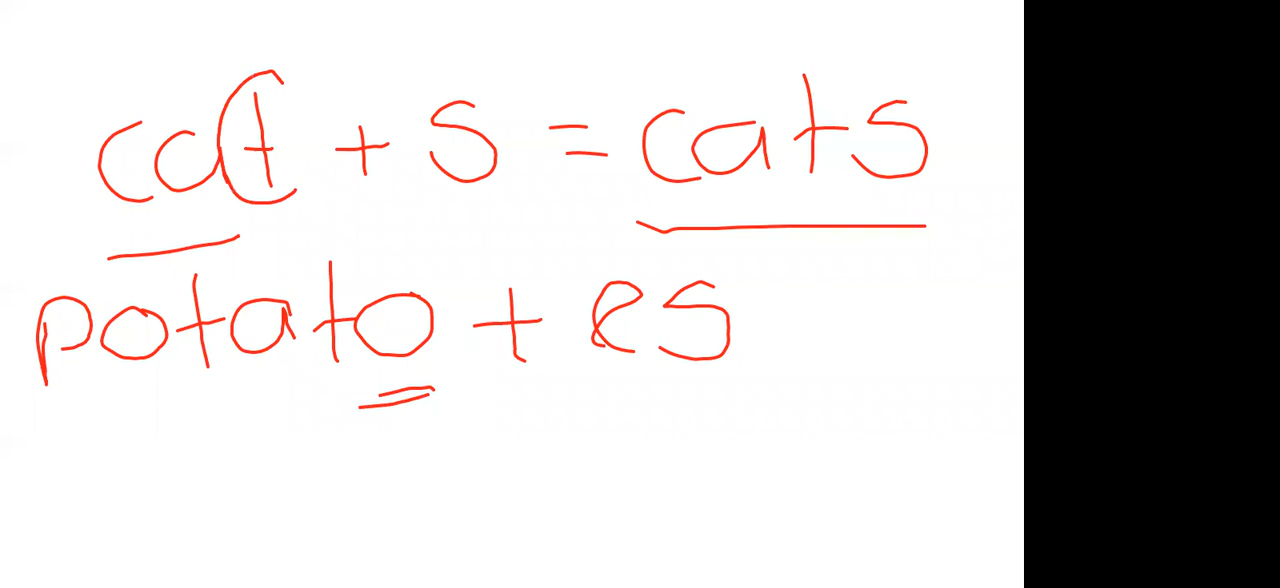 cat + s = cats
potato + es